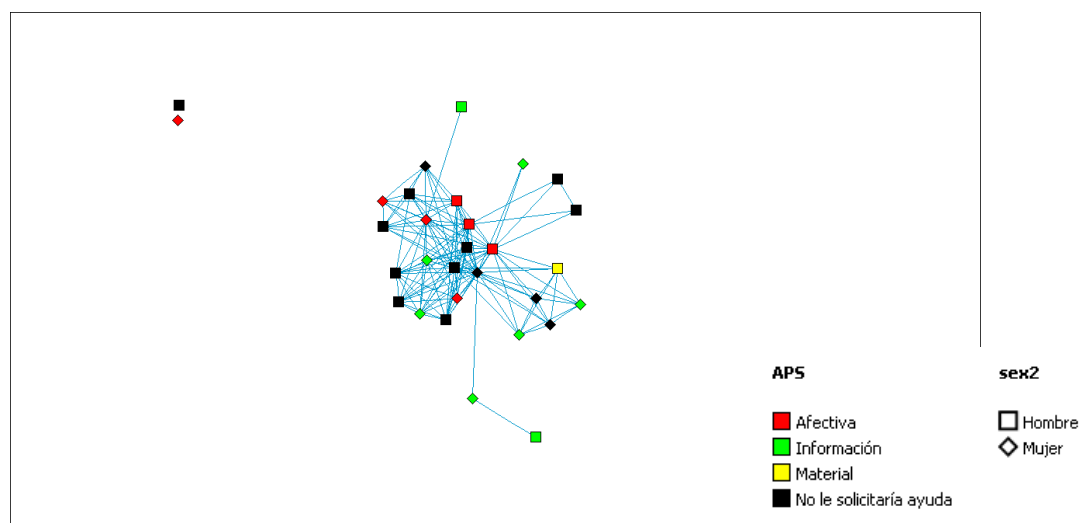 APS sex2
Afectiva Hombre
Información Mujer
Material
No le solicitaría ayuda